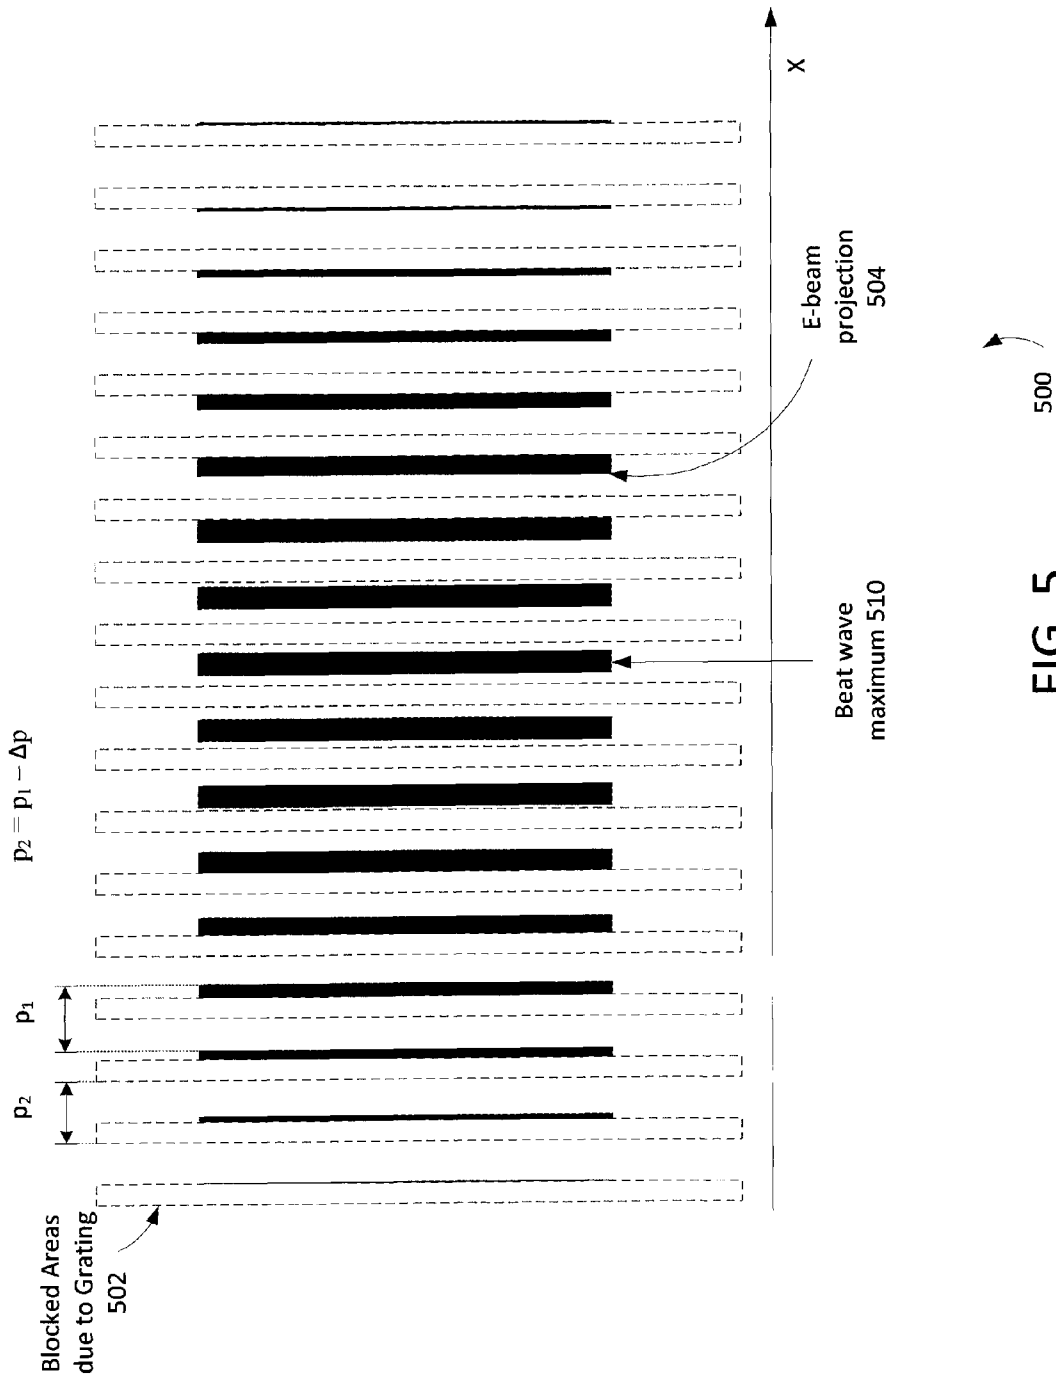 Blocked Areas
due to Grating
502
p₂
p₁
p₂ = p₁ – Δp
Beat wave
maximum 510
E-beam
projection
504
X
500
FIG. 5